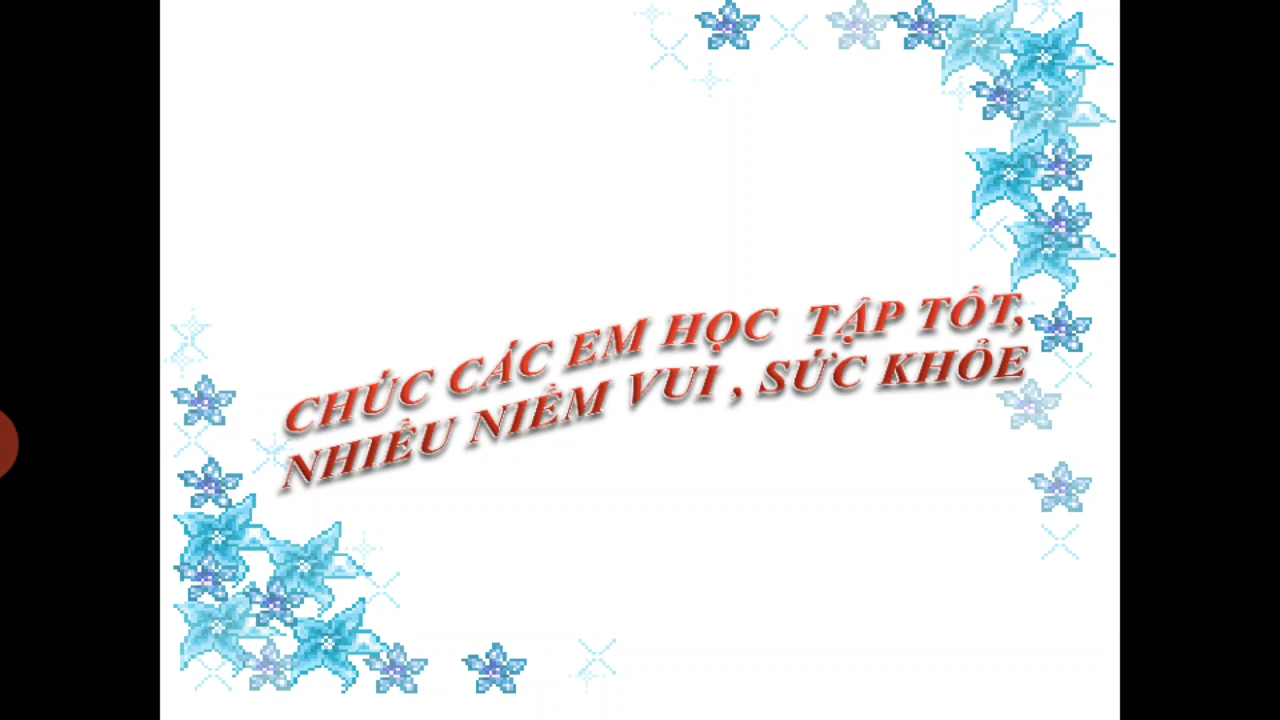 CHÚC CÁC EM HỌC TẬP TỐT,
NHIỀU NIỀM VUI , SỨC KHỎE